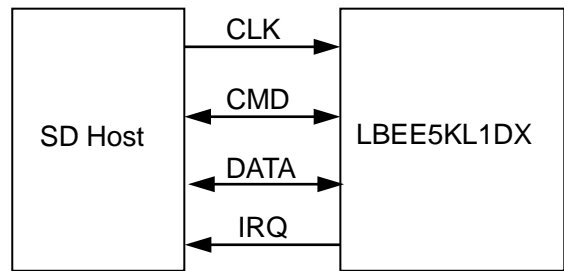 CLK
CMD
SD Host
LBEE5KL1DX
DATA
IRQ